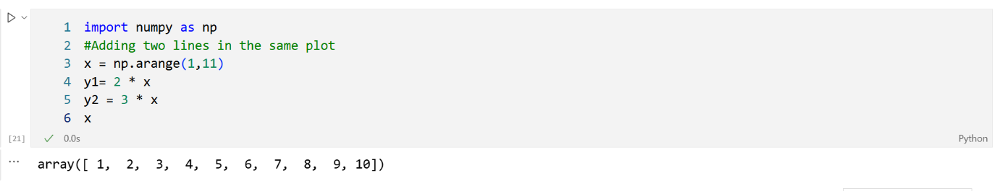 1 import numpy as np
2 #Adding two lines in the same plot
3 x = np.arange(1,11)
4 y1= 2 * x
5 y2 = 3 * x
6 x
[21] 0.0s Python
... array([ 1, 2, 3, 4, 5, 6, 7, 8, 9, 10])